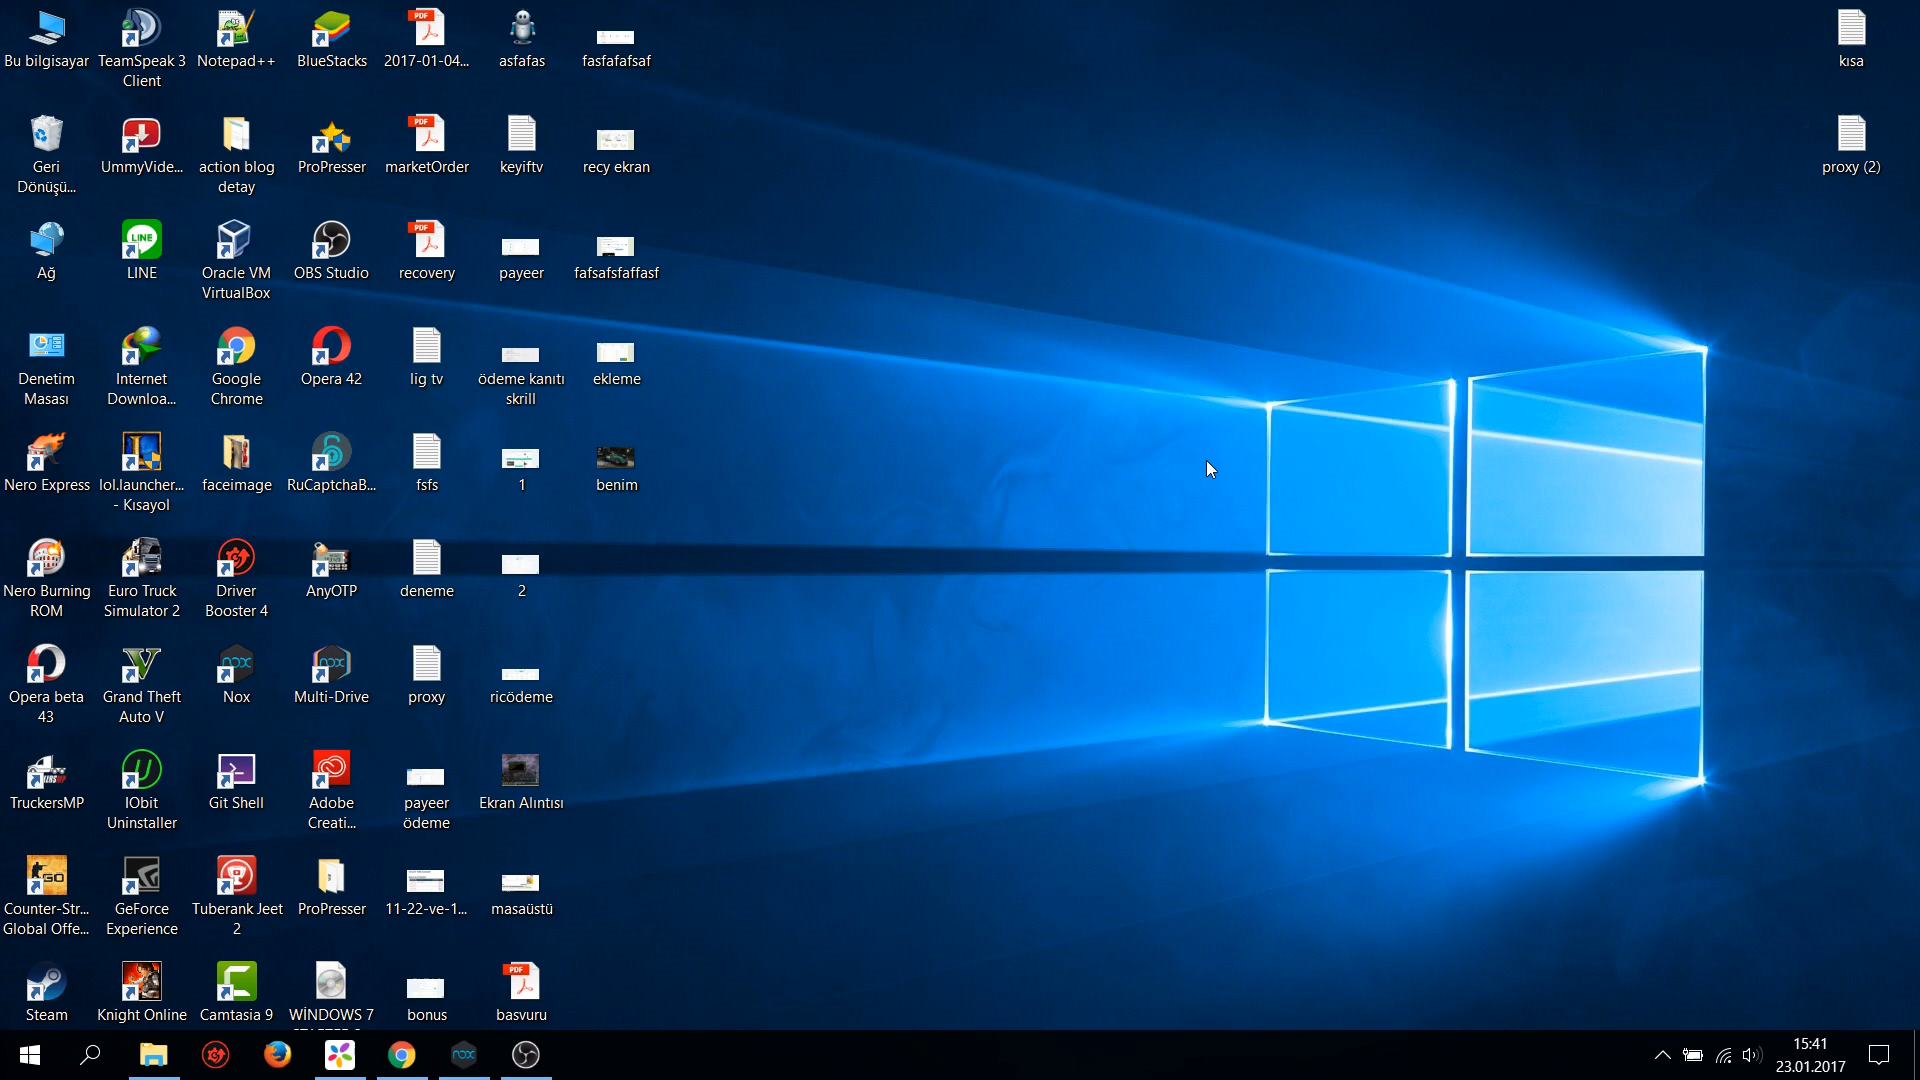 Bu bilgisayar
TeamSpeak 3
Client
Notepad++
BlueStacks
2017-01-04...
asfafas
fasfafafsaf
kısa
Geri
Dönüşü...
UmmyVide...
action blog
detay
ProPresser
marketOrder
keyiftv
recy ekran
proxy (2)
Ağ
LINE
Oracle VM
VirtualBox
OBS Studio
recovery
payeer
fafsafsfaffasf
Denetim
Masası
Internet
Downloa...
Google
Chrome
Opera 42
lig tv
ödeme kanıtı
skrill
ekleme
Nero Express
lol.launcher...
- Kısayol
faceimage
RuCaptchaB...
fsfs
1
benim
Nero Burning
ROM
Euro Truck
Simulator 2
Driver
Booster 4
AnyOTP
deneme
2
Opera beta
43
Grand Theft
Auto V
Nox
Multi-Drive
proxy
ricödeme
TruckersMP
IObit
Uninstaller
Git Shell
Adobe
Creati...
payeer
ödeme
Ekran Alıntısı
Counter-Str...
Global Offe...
GeForce
Experience
Tuberank Jeet
2
ProPresser
11-22-ve-1...
masaüstü
Steam
Knight Online
Camtasia 9
WİNDOWS 7
bonus
basvuru
15:41
23.01.2017